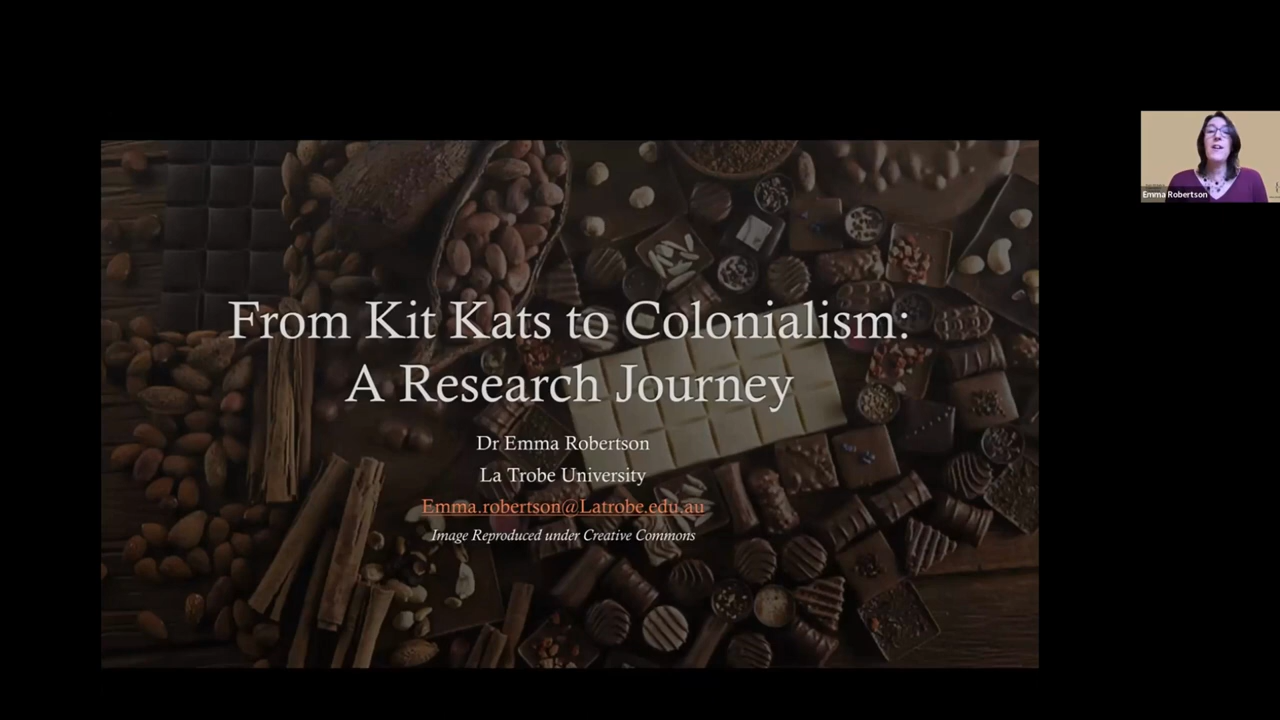 From Kit Kats to Colonialism:
A Research Journey
Dr Emma Robertson
La Trobe University
Emma.robertson@Latrobe.edu.au
Image Reproduced under Creative Commons
Emma Robertson